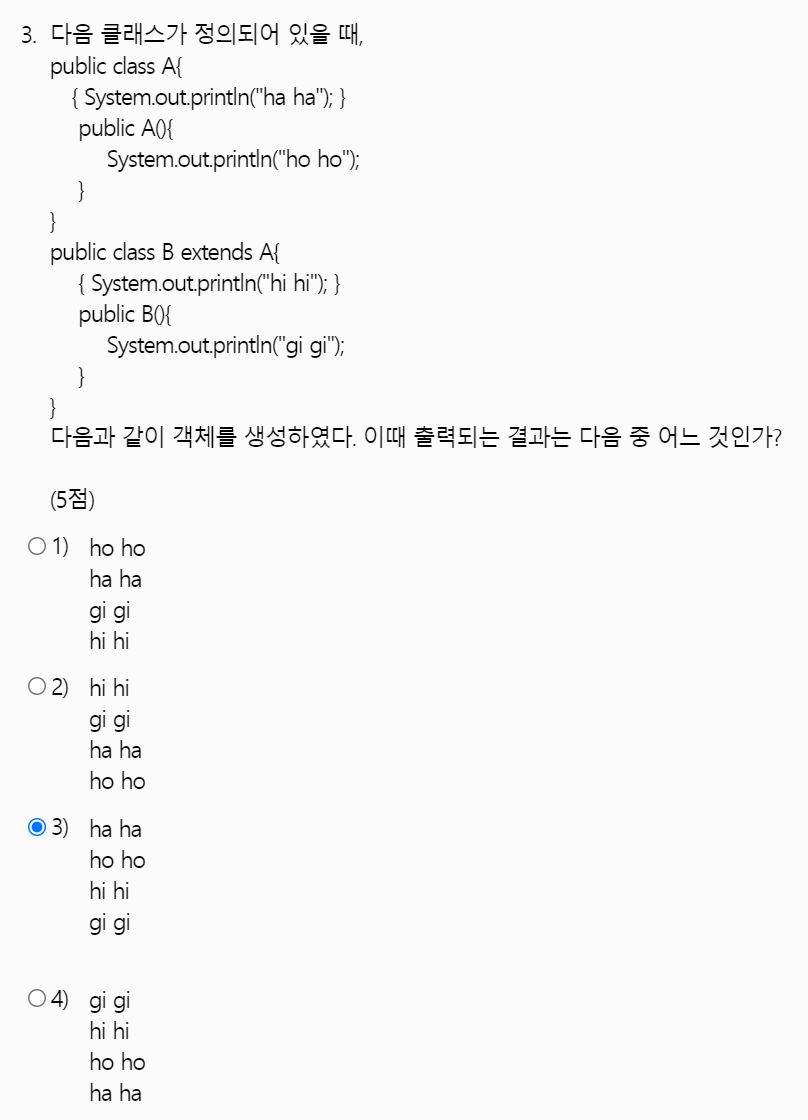 3. 다음 클래스가 정의되어 있을 때,
public class A{
{ System.out.println("ha ha"); }
public A(){
System.out.println("ho ho");
}
}
public class B extends A{
{ System.out.println("hi hi"); }
public B(){
System.out.println("gi gi");
}
}
다음과 같이 객체를 생성하였다. 이때 출력되는 결과는 다음 중 어느 것인가?
(5점)
1) ho ho
ha ha
gi gi
hi hi
2) hi hi
gi gi
ha ha
ho ho
3) ha ha
ho ho
hi hi
gi gi
4) gi gi
hi hi
ho ho
ha ha